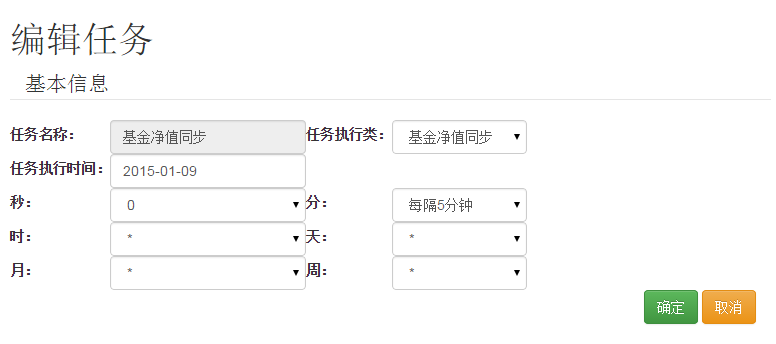 编辑任务
基本信息
任务名称： 基金净值同步 任务执行类： 基金净值同步
任务执行时间： 2015-01-09
秒： 0 分： 每隔5分钟
时： * 天： *
月： * 周： *
确定 取消